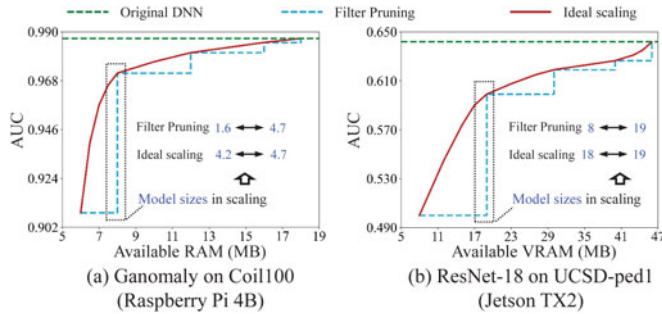 Original DNN Filter Pruning Ideal scaling
0.990
0.968
0.946
0.924
0.902
AUC
Filter Pruning 1.6 4.7
Ideal scaling 4.2 4.7
Model sizes in scaling
5 7 9 11 13 15 17 19
Available RAM (MB)
(a) Ganomaly on Coil100
(Raspberry Pi 4B)
0.650
0.610
0.570
0.530
0.490
AUC
Filter Pruning 8 19
Ideal scaling 18 19
Model sizes in scaling
5 11 17 23 29 35 41 47
Available VRAM (MB)
(b) ResNet-18 on UCSD-ped1
(Jetson TX2)